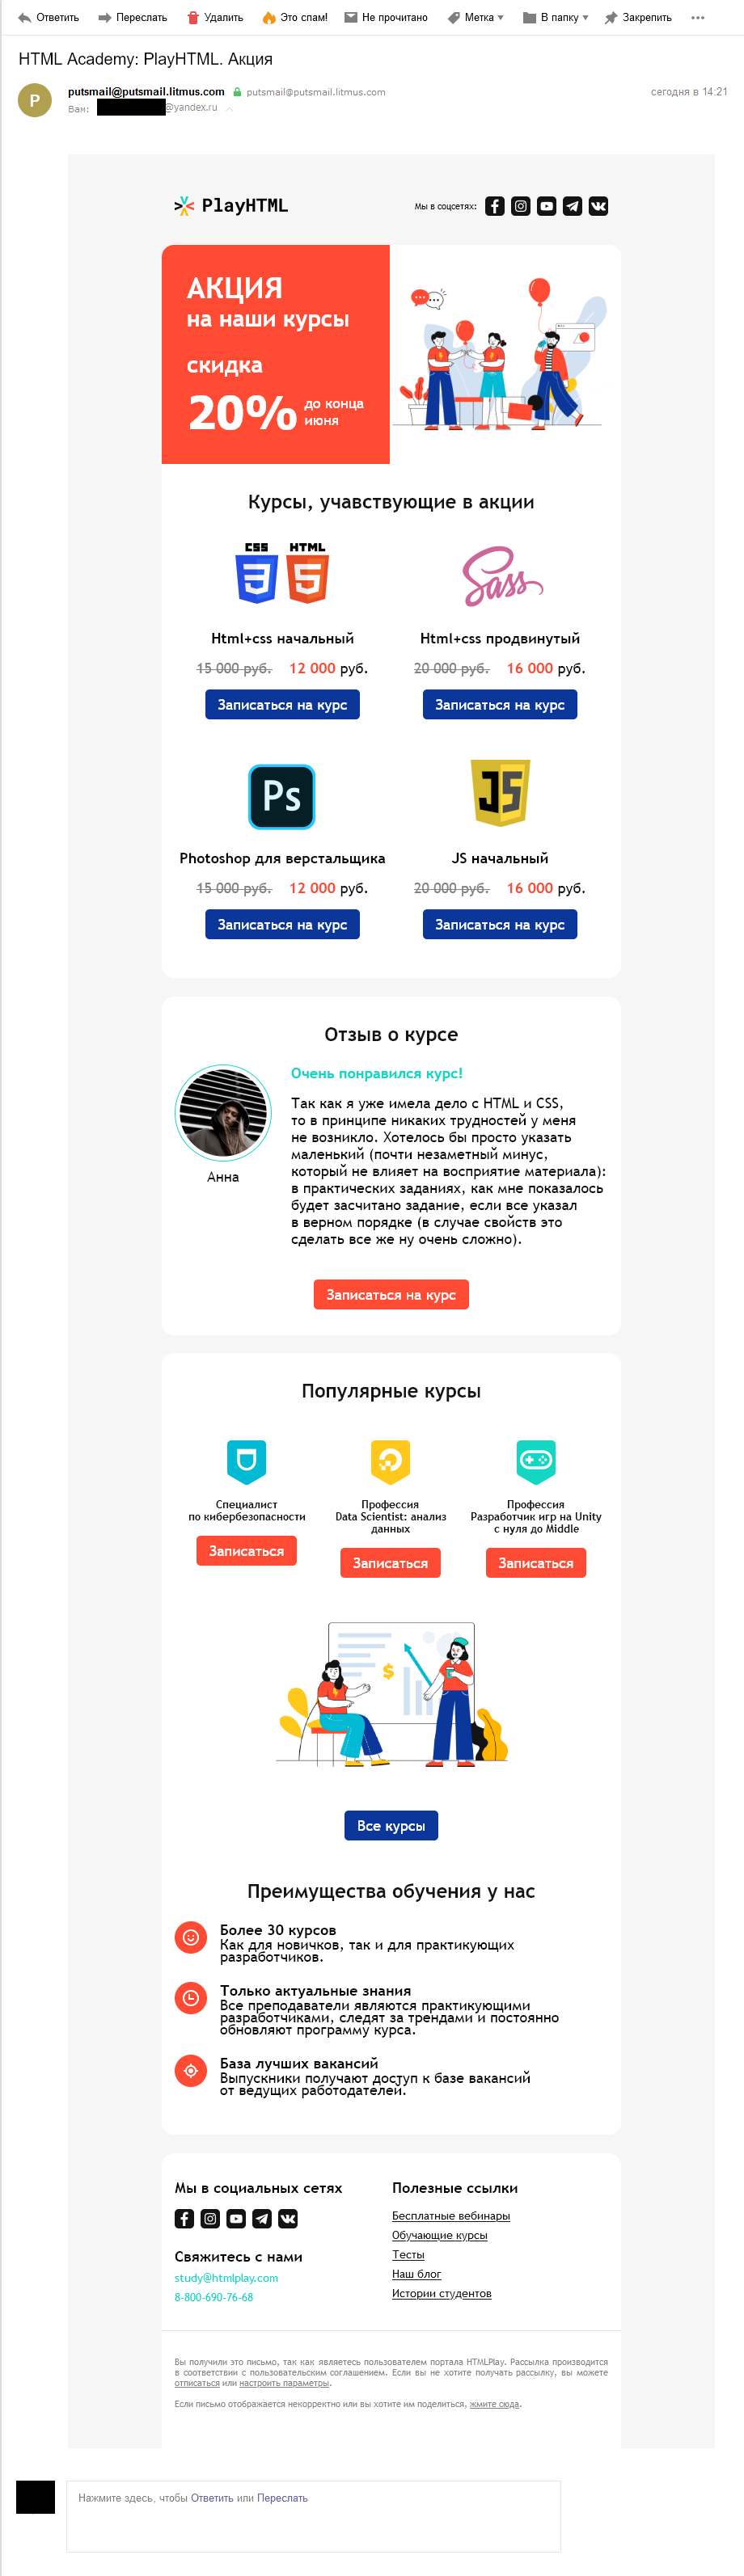 Ответить Переслать Удалить Это спам! Не прочитано Метка В папку Закрепить
HTML Academy: PlayHTML. Акция
P
putsmail@putsmail.litmus.com putsmail@putsmail.litmus.com сегодня в 14:21
Вам: @yandex.ru
PlayHTML
Мы в соцсетях:
АКЦИЯ
на наши курсы
скидка
20% до конца
июня
Курсы, учавствующие в акции
CSS HTML
3 5
Sass
Html+css начальный
15 000 руб. 12 000 руб.
Записаться на курс
Html+css продвинутый
20 000 руб. 16 000 руб.
Записаться на курс
Ps
Photoshop для верстальщика
15 000 руб. 12 000 руб.
Записаться на курс
JS
JS начальный
20 000 руб. 16 000 руб.
Записаться на курс
Отзыв о курсе
Анна
Очень понравился курс!
Так как я уже имела дело с HTML и CSS,
то в принципе никаких трудностей у меня
не возникло. Хотелось бы просто указать
маленький (почти незаметный минус,
который не влияет на восприятие материала):
в практических заданиях, как мне показалось
будет засчитано задание, если все указал
в верном порядке (в случае свойств это
сделать все же ну очень сложно).
Записаться на курс
Популярные курсы
Специалист
по кибербезопасности
Записаться
Профессия
Data Scientist: анализ
данных
Записаться
Профессия
Разработчик игр на Unity
с нуля до Middle
Записаться
$
Все курсы
Преимущества обучения у нас
Более 30 курсов
Как для новичков, так и для практикующих
разработчиков.
Только актуальные знания
Все преподаватели являются практикующими
разработчиками, следят за трендами и постоянно
обновляют программу курса.
База лучших вакансий
Выпускники получают доступ к базе вакансий
от ведущих работодателей.
Мы в социальных сетях
Свяжитесь с нами
study@htmlplay.com
8-800-690-76-68
Полезные ссылки
Бесплатные вебинары
Обучающие курсы
Тесты
Наш блог
Истории студентов
Вы получили это письмо, так как являетесь пользователем портала HTMLPlay. Рассылка производится
в соответствии с пользовательским соглашением. Если вы не хотите получать рассылку, вы можете
отписаться или настроить параметры.
Если письмо отображается некорректно или вы хотите им поделиться, жмите сюда.
Нажмите здесь, чтобы Ответить или Переслать